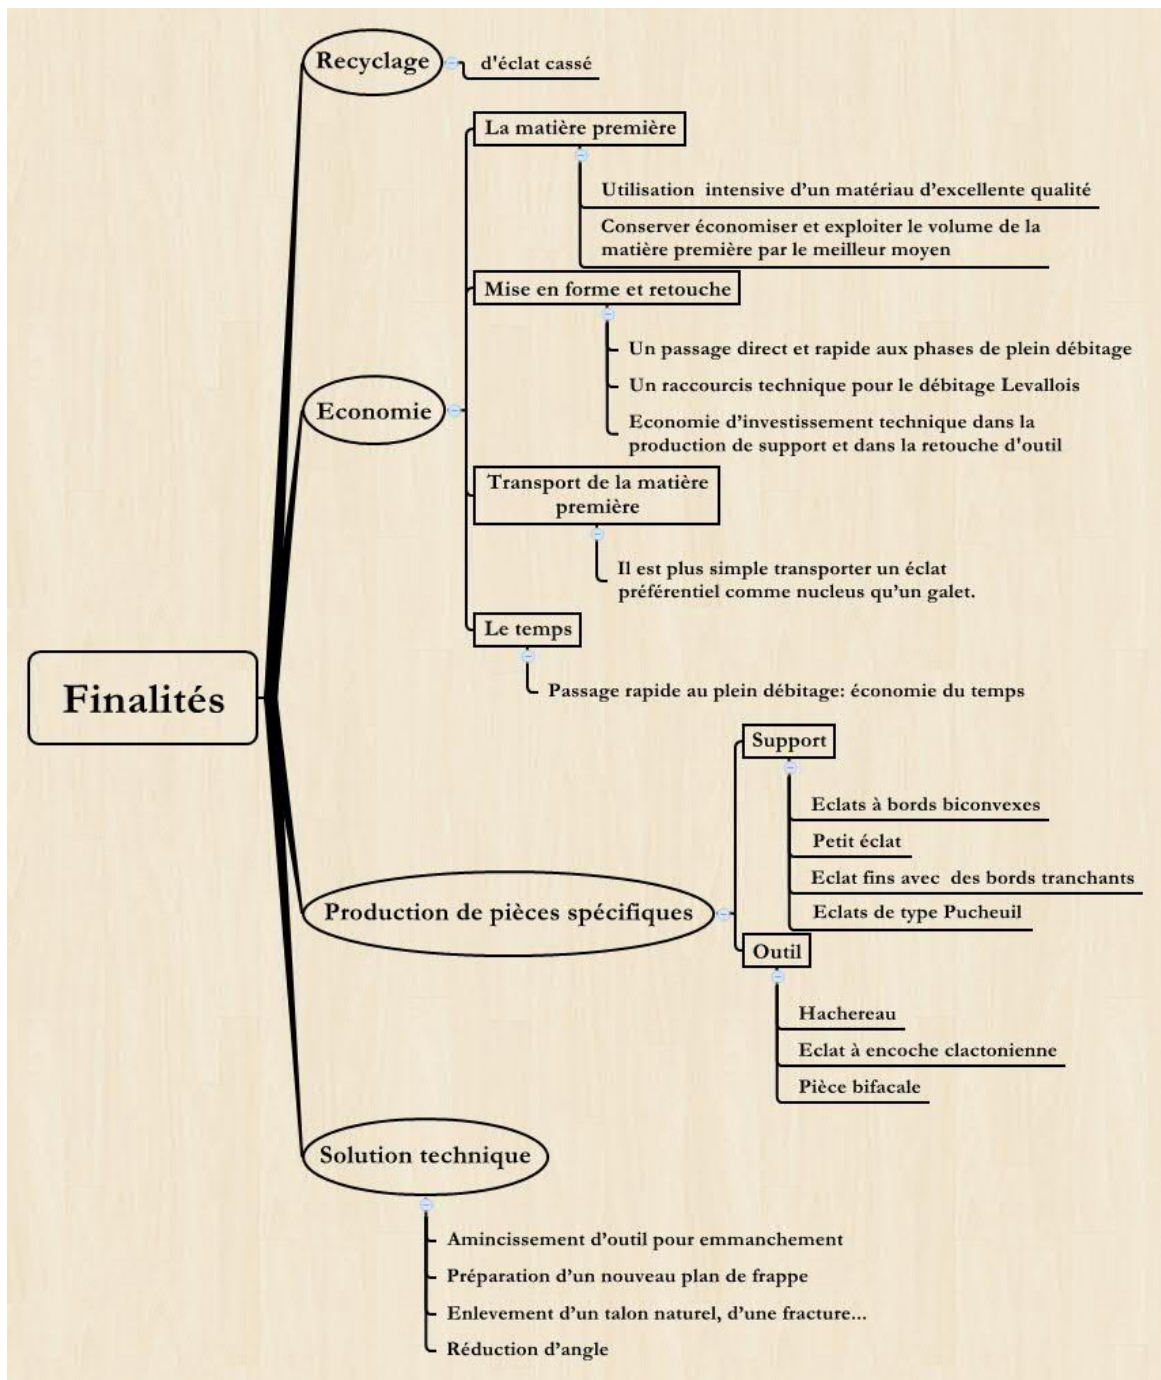 Recyclage
d'éclat cassé
La matière première
Utilisation intensive d’un matériau d’excellente qualité
Conserver économiser et exploiter le volume de la
matière première par le meilleur moyen
Mise en forme et retouche
Un passage direct et rapide aux phases de plein débitage
Un raccourcis technique pour le débitage Levallois
Economie
Economie d’investissement technique dans la
production de support et dans la retouche d'outil
Transport de la matière
première
Il est plus simple transporter un éclat
préférentiel comme nucleus qu’un galet.
Le temps
Passage rapide au plein débitage: économie du temps
Finalités
Support
Eclats à bords biconvexes
Petit éclat
Eclat fins avec des bords tranchants
Eclats de type Pucheuil
Production de pièces spécifiques
Outil
Hachereau
Eclat à encoche clactonienne
Pièce bifacale
Solution technique
Amincissement d’outil pour emmanchement
Préparation d’un nouveau plan de frappe
Enlevement d’un talon naturel, d’une fracture...
Réduction d’angle